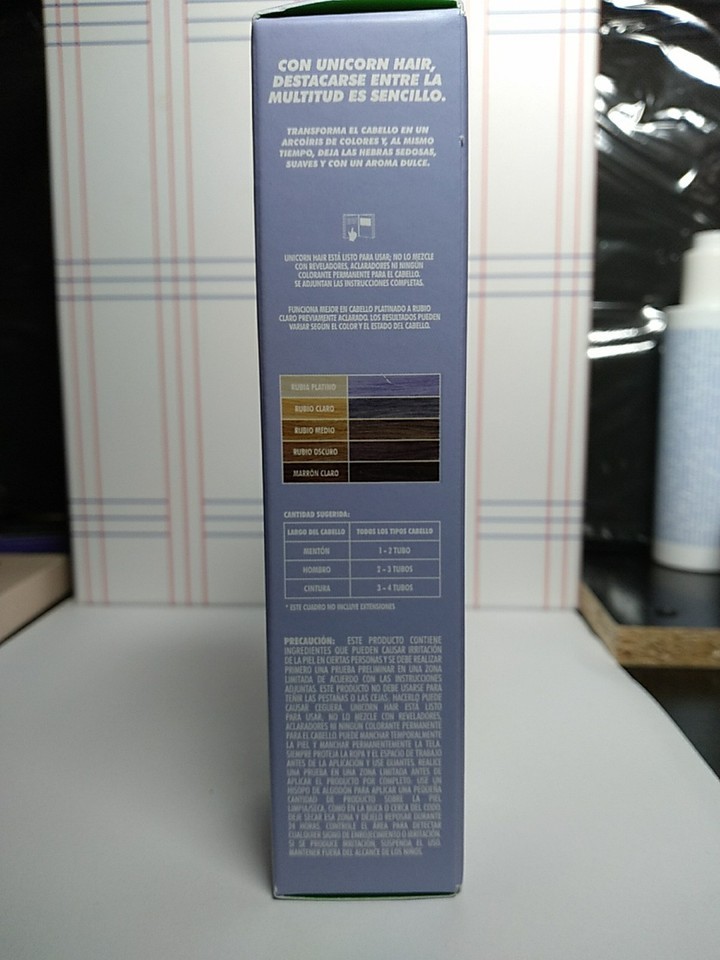 CON UNICORN HAIR,
DESTACARSE ENTRE LA
MULTITUD ES SENCILLO.
TRANSFORMA EL CABELLO EN UN
ARCOÍRIS DE COLORES Y, AL MISMO
TIEMPO, DEJA LAS HEBRAS SEDOSAS,
SUAVES Y CON UN AROMA DULCE.
UNICORN HAIR ESTÁ LISTO PARA USAR; NO LO MEZCLE
CON REVELADORES, ACLARADORES NI NINGÚN
COLORANTE PERMANENTE PARA EL CABELLO.
SE ADJUNTAN LAS INSTRUCCIONES COMPLETAS.
FUNCIONA MEJOR EN CABELLO PLATINADO A RUBIO
CLARO PREVIAMENTE ACLARADO. LOS RESULTADOS PUEDEN
VARIAR SEGÚN EL COLOR Y EL ESTADO DEL CABELLO.
RUBIA PLATINO
RUBIO CLARO
RUBIO MEDIO
RUBIO OSCURO
MARRÓN CLARO
CANTIDAD SUGERIDA:
LARGO DEL CABELLO TODOS LOS TIPOS CABELLO
MENTÓN 1 - 2 TUBO
HOMBRO 2 - 3 TUBOS
CINTURA 3 - 4 TUBOS
* ESTE CUADRO NO INCLUYE EXTENSIONES
PRECAUCIÓN: ESTE PRODUCTO CONTIENE
INGREDIENTES QUE PUEDEN CAUSAR IRRITACIÓN
DE LA PIEL EN CIERTAS PERSONAS Y SE DEBE REALIZAR
PRIMERO UNA PRUEBA PRELIMINAR EN UNA ZONA
LIMITADA DE ACUERDO CON LAS INSTRUCCIONES
ADJUNTAS. ESTE PRODUCTO NO DEBE USARSE PARA
TEÑIR LAS PESTAÑAS O LAS CEJAS; HACERLO PUEDE
CAUSAR CEGUERA. UNICORN HAIR ESTÁ LISTO
PARA USAR; NO LO MEZCLE CON REVELADORES,
ACLARADORES NI NINGÚN COLORANTE PERMANENTE
PARA EL CABELLO. PUEDE MANCHAR TEMPORALMENTE
LA PIEL Y MANCHAR PERMANENTEMENTE LA TELA.
SIEMPRE PROTEJA LA ROPA Y EL ESPACIO DE TRABAJO
ANTES DE LA APLICACIÓN Y USE GUANTES. REALICE
UNA PRUEBA EN UNA ZONA LIMITADA ANTES DE
APLICAR EL PRODUCTO POR COMPLETO. USE UN
HISOPO DE ALGODÓN PARA APLICAR UNA PEQUEÑA
CANTIDAD DE PRODUCTO SOBRE LA PIEL
LIMPIA/SECA, COMO EN LA NUCA O CERCA DEL CODO.
DEJE SECAR ESA ZONA Y DÉJELO REPOSAR DURANTE
24 HORAS. CONTROLE EL ÁREA PARA DETECTAR
CUALQUIER SIGNO DE ENROJECIMIENTO O IRRITACIÓN.
SI SE PRODUCE IRRITACIÓN, SUSPENDA EL USO.
MANTENER FUERA DEL ALCANCE DE LOS NIÑOS.